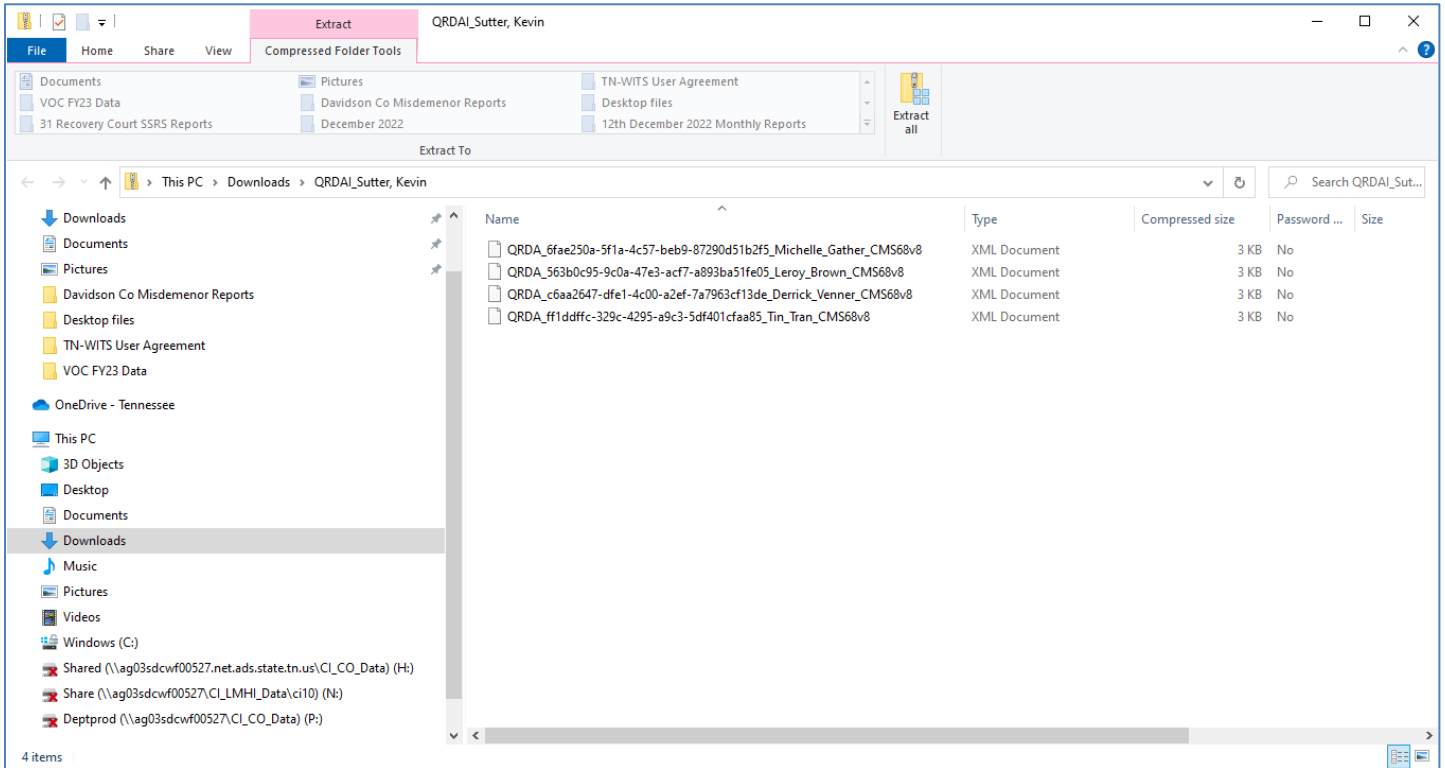 Extract
QRDAI_Sutter, Kevin
File Home Share View Compressed Folder Tools
Documents Pictures TN-WITS User Agreement
VOC FY23 Data Davidson Co Misdemenor Reports Desktop files
31 Recovery Court SSRS Reports December 2022 12th December 2022 Monthly Reports
Extract all
Extract To
This PC > Downloads > QRDAI_Sutter, Kevin
Search QRDAI_Sut...
Downloads
Documents
Pictures
Davidson Co Misdemenor Reports
Desktop files
TN-WITS User Agreement
VOC FY23 Data
OneDrive - Tennessee
This PC
3D Objects
Desktop
Documents
Downloads
Music
Pictures
Videos
Windows (C:)
Shared (\\ag03sdcwf00527.net.ads.state.tn.us\CI_CO_Data) (H:)
Share (\\ag03sdcwf00527\CI_LMHI_Data\ci10) (N:)
Deptprod (\\ag03sdcwf00527\CI_CO_Data) (P:)
Name Type Compressed size Password ... Size
QRDA_6fae250a-5f1a-4c57-beb9-87290d51b2f5_Michelle_Gather_CMS68v8 XML Document 3 KB No
QRDA_563b0c95-9c0a-47e3-acf7-a893ba51fe05_Leroy_Brown_CMS68v8 XML Document 3 KB No
QRDA_c6aa2647-dfe1-4c00-a2ef-7a7963cf13de_Derrick_Venner_CMS68v8 XML Document 3 KB No
QRDA_ff1ddffc-329c-4295-a9c3-5df401cfaa85_Tin_Tran_CMS68v8 XML Document 3 KB No
4 items